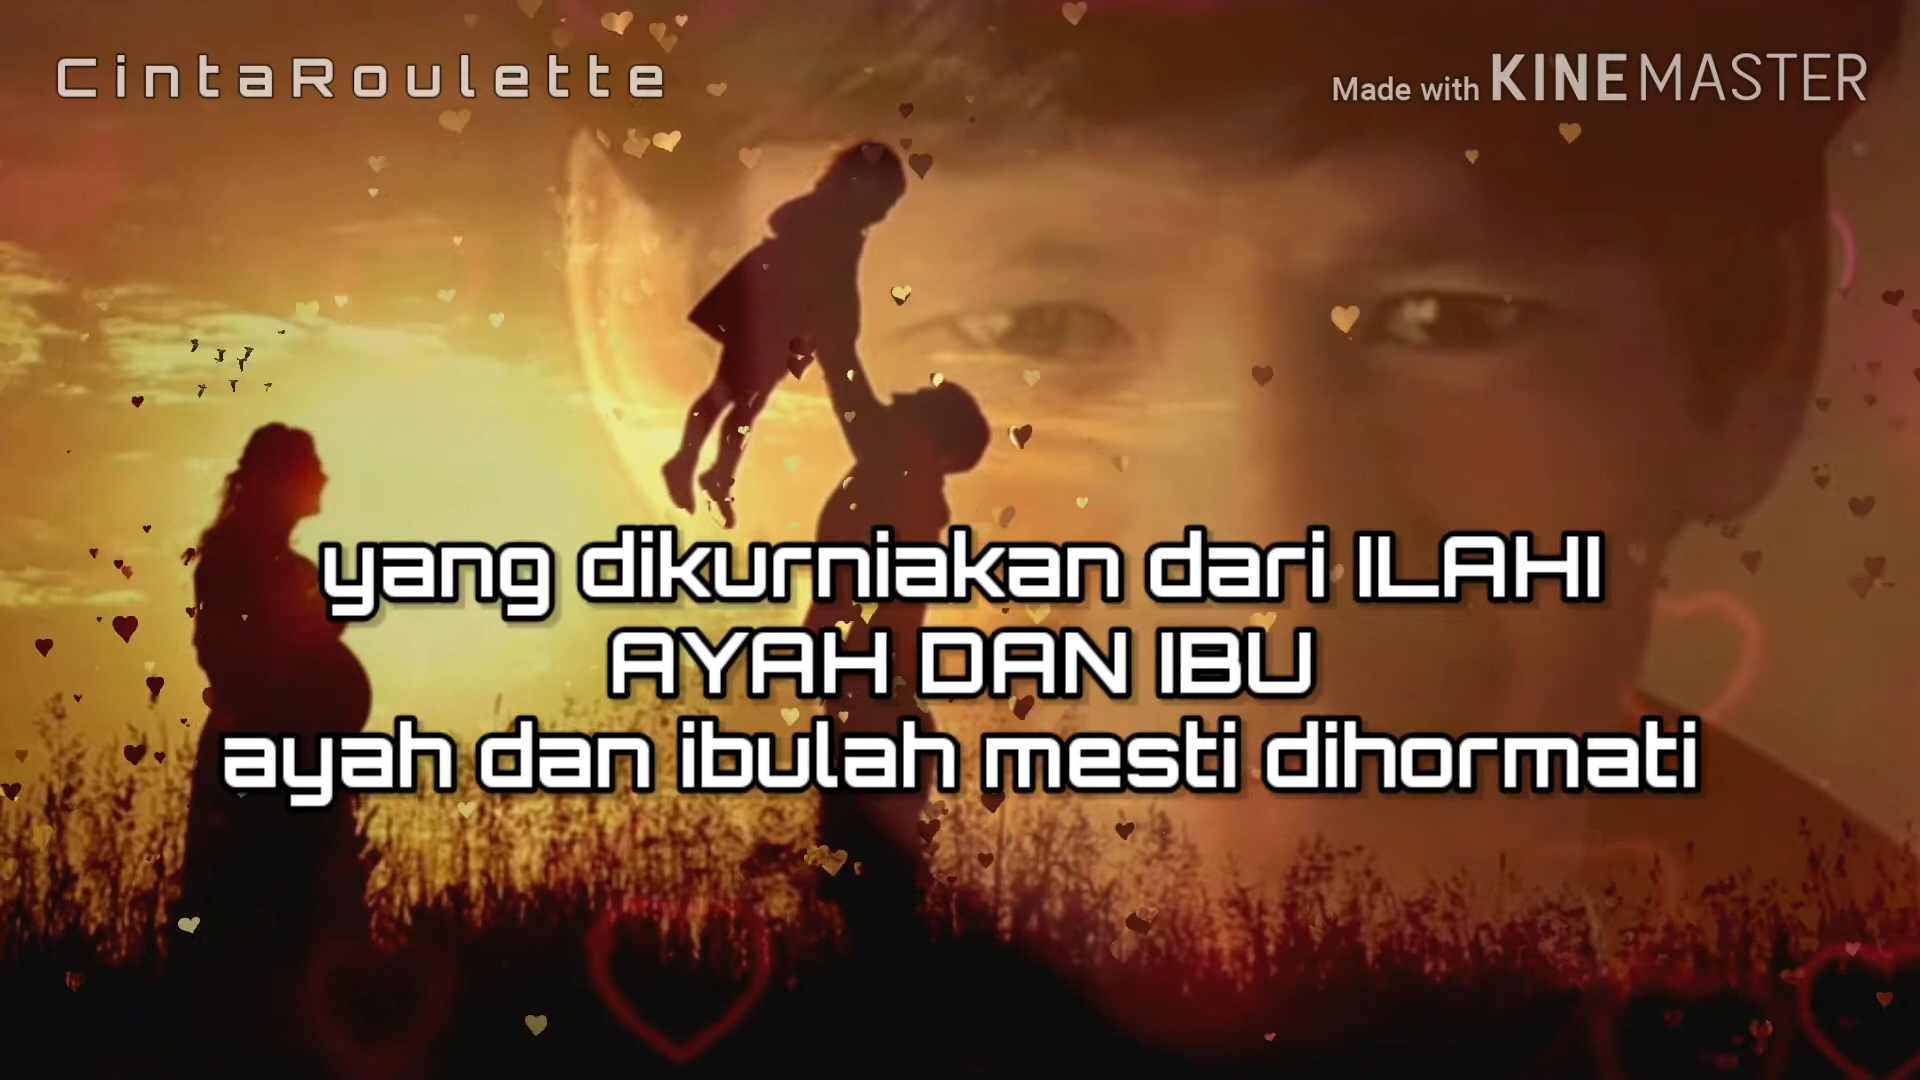 CintaRoulette
Made with KINEMASTER
yang dikurniakan dari ILAHI
AYAH DAN IBU
ayah dan ibulah mesti dihormati